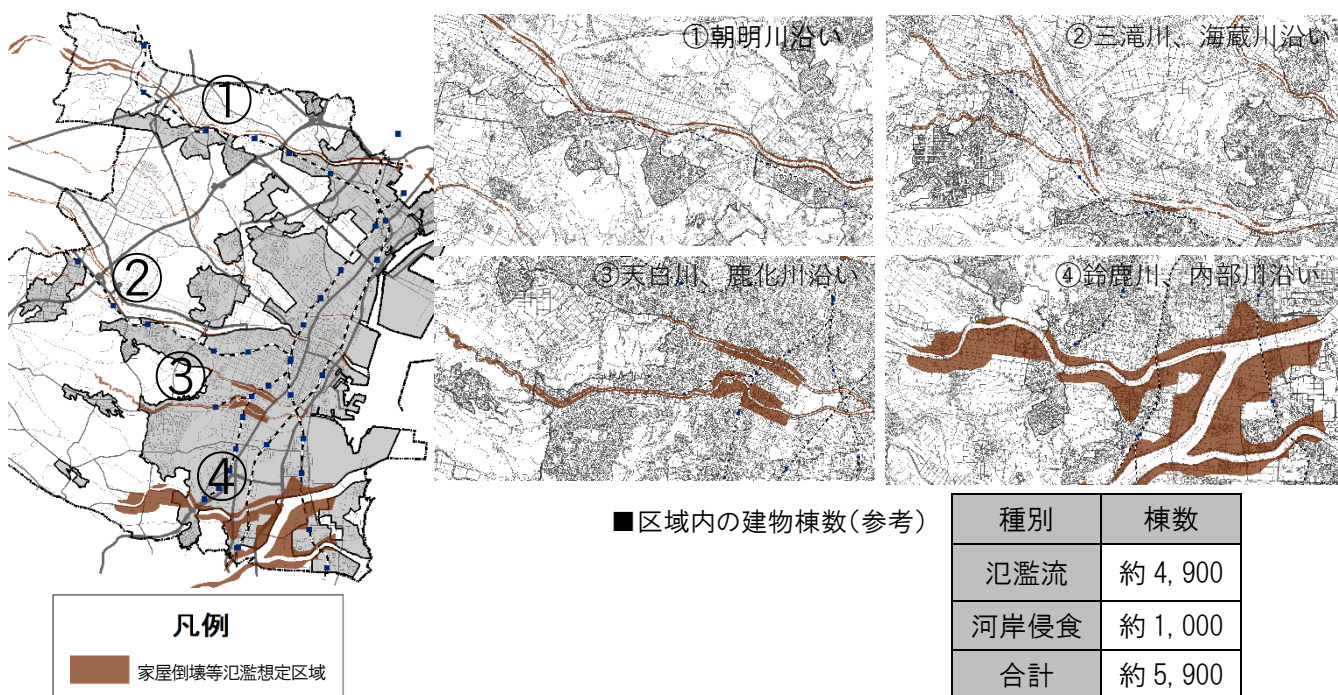 ①
②
③
④
①朝明川沿い
②三滝川、海蔵川沿い
③天白川、鹿化川沿い
④鈴鹿川、内部川沿い
凡例
家屋倒壊等氾濫想定区域
■区域内の建物棟数(参考)
種別 棟数
氾濫流 約4,900
河岸侵食 約1,000
合計 約5,900